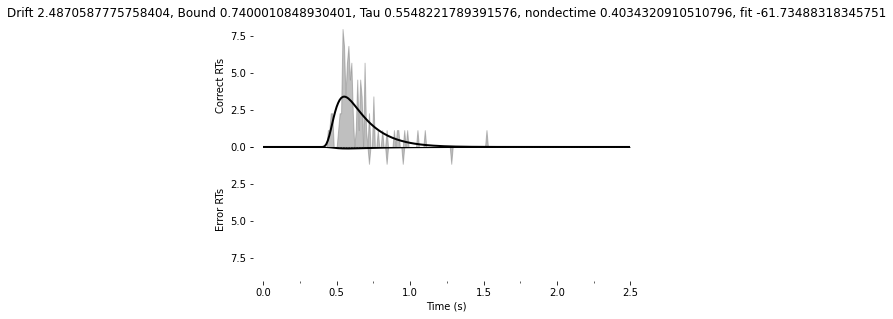 Drift 2.4870587775758404, Bound 0.7400010848930401, Tau 0.5548221789391576, nondectime 0.4034320910510796, fit -61.73488318345751
7.5
5.0
2.5
0.0
2.5
5.0
7.5
Correct RTs
Error RTs
0.0 0.5 1.0 1.5 2.0 2.5
Time (s)